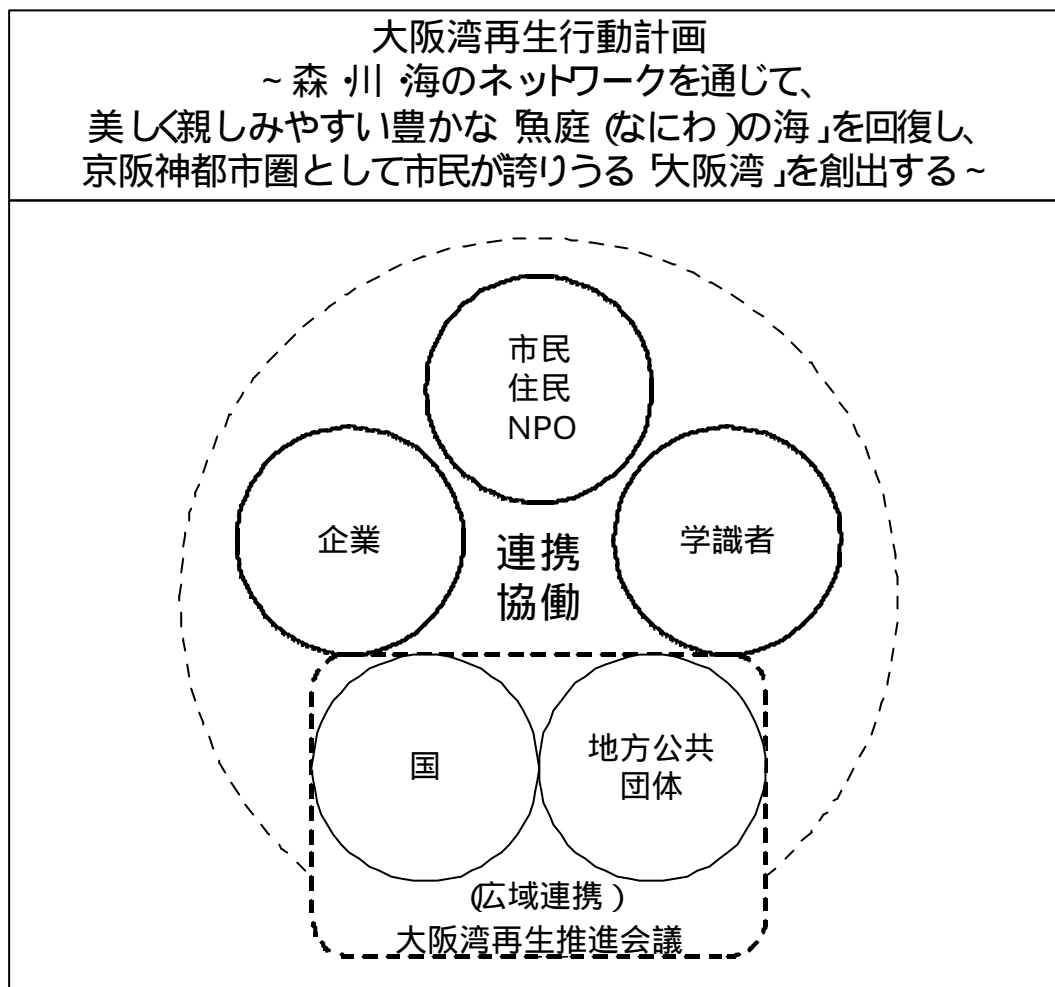 大阪湾再生行動計画
~森・川・海のネットワークを通じて、
美しく親しみやすい豊かな「魚庭(なにわ)の海」を回復し、
京阪神都市圏として市民が誇りうる「大阪湾」を創出する~
市民
住民
NPO
企業
学識者
連携
協働
国
地方公共
団体
(広域連携)
大阪湾再生推進会議